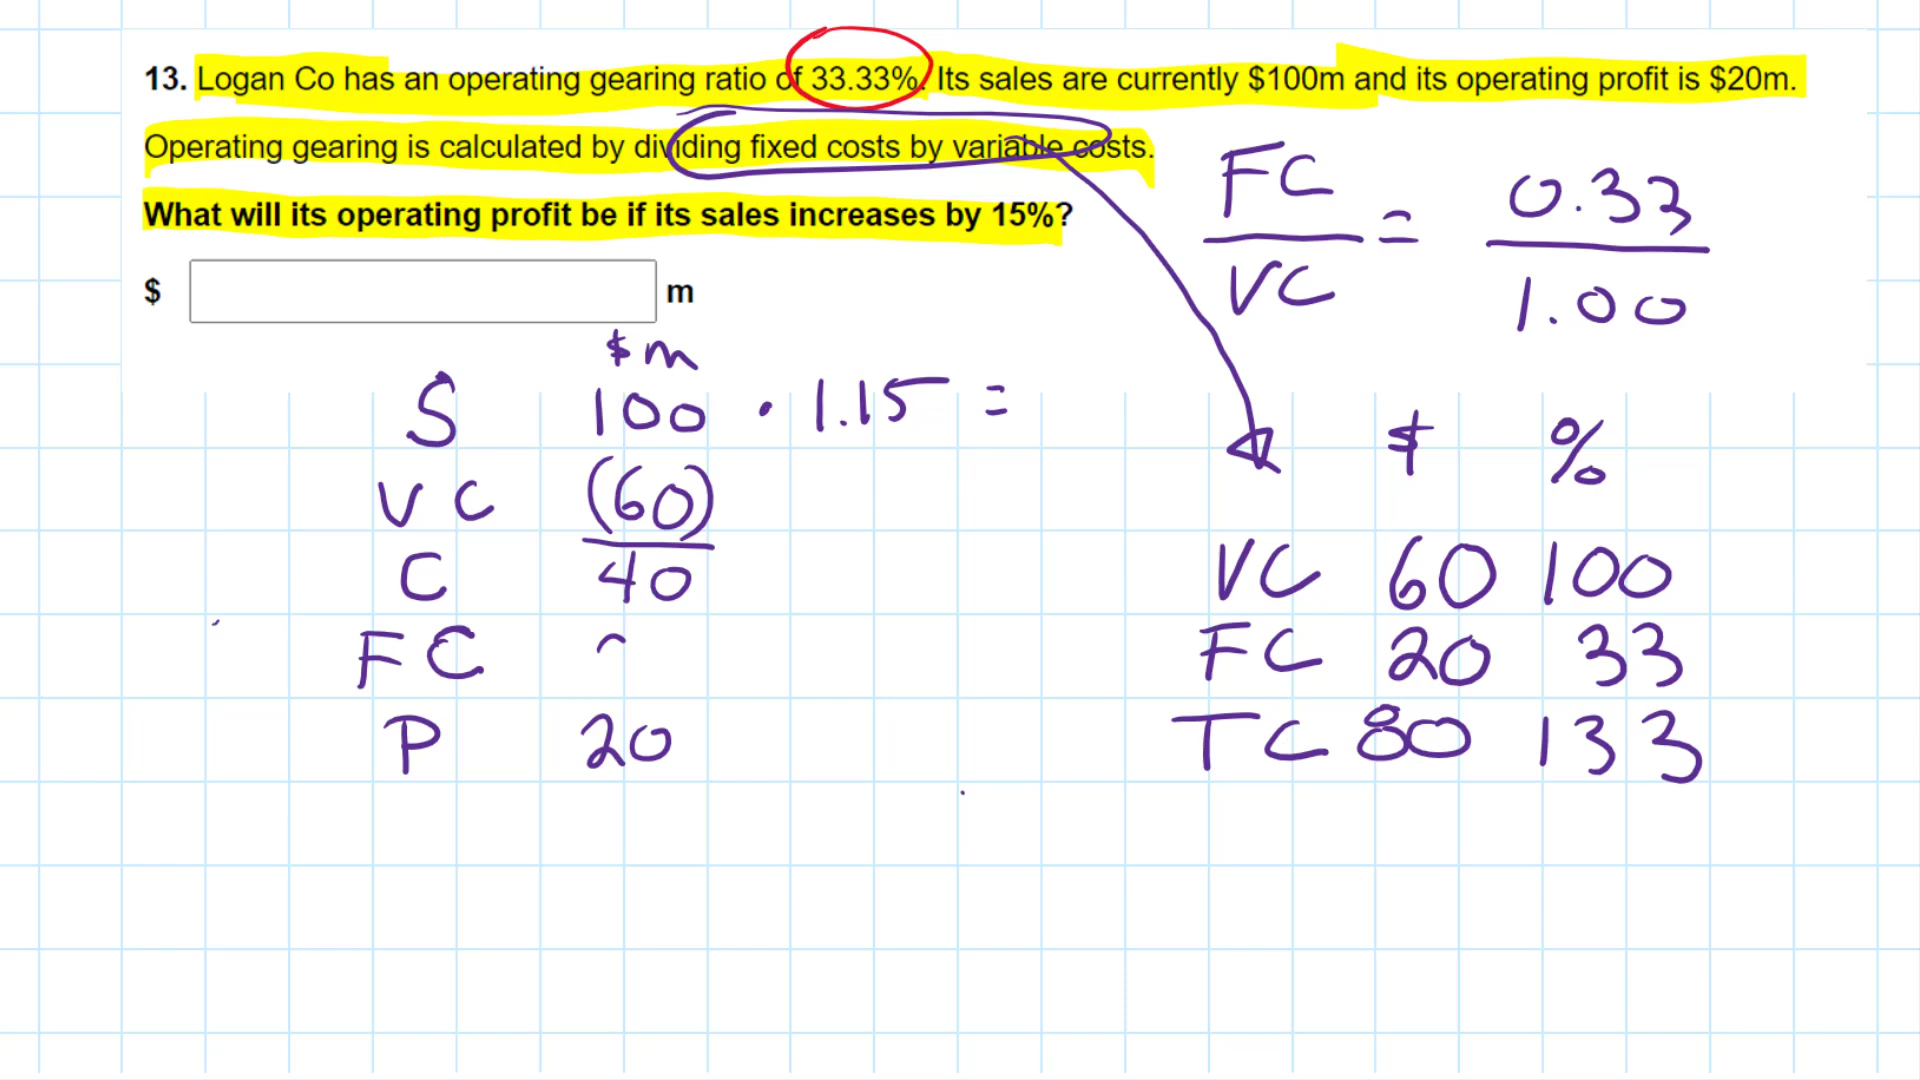 13. Logan Co has an operating gearing ratio of 33.33%. Its sales are currently $100m and its operating profit is $20m.
Operating gearing is calculated by dividing fixed costs by variable costs.
What will its operating profit be if its sales increases by 15%?
$ m
FC = 0.33
VC 1.00
$m
S 100 · 1.15 =
VC (60)
C 40
FC
P 20
$ %
VC 60 100
FC 20 33
TC 80 133